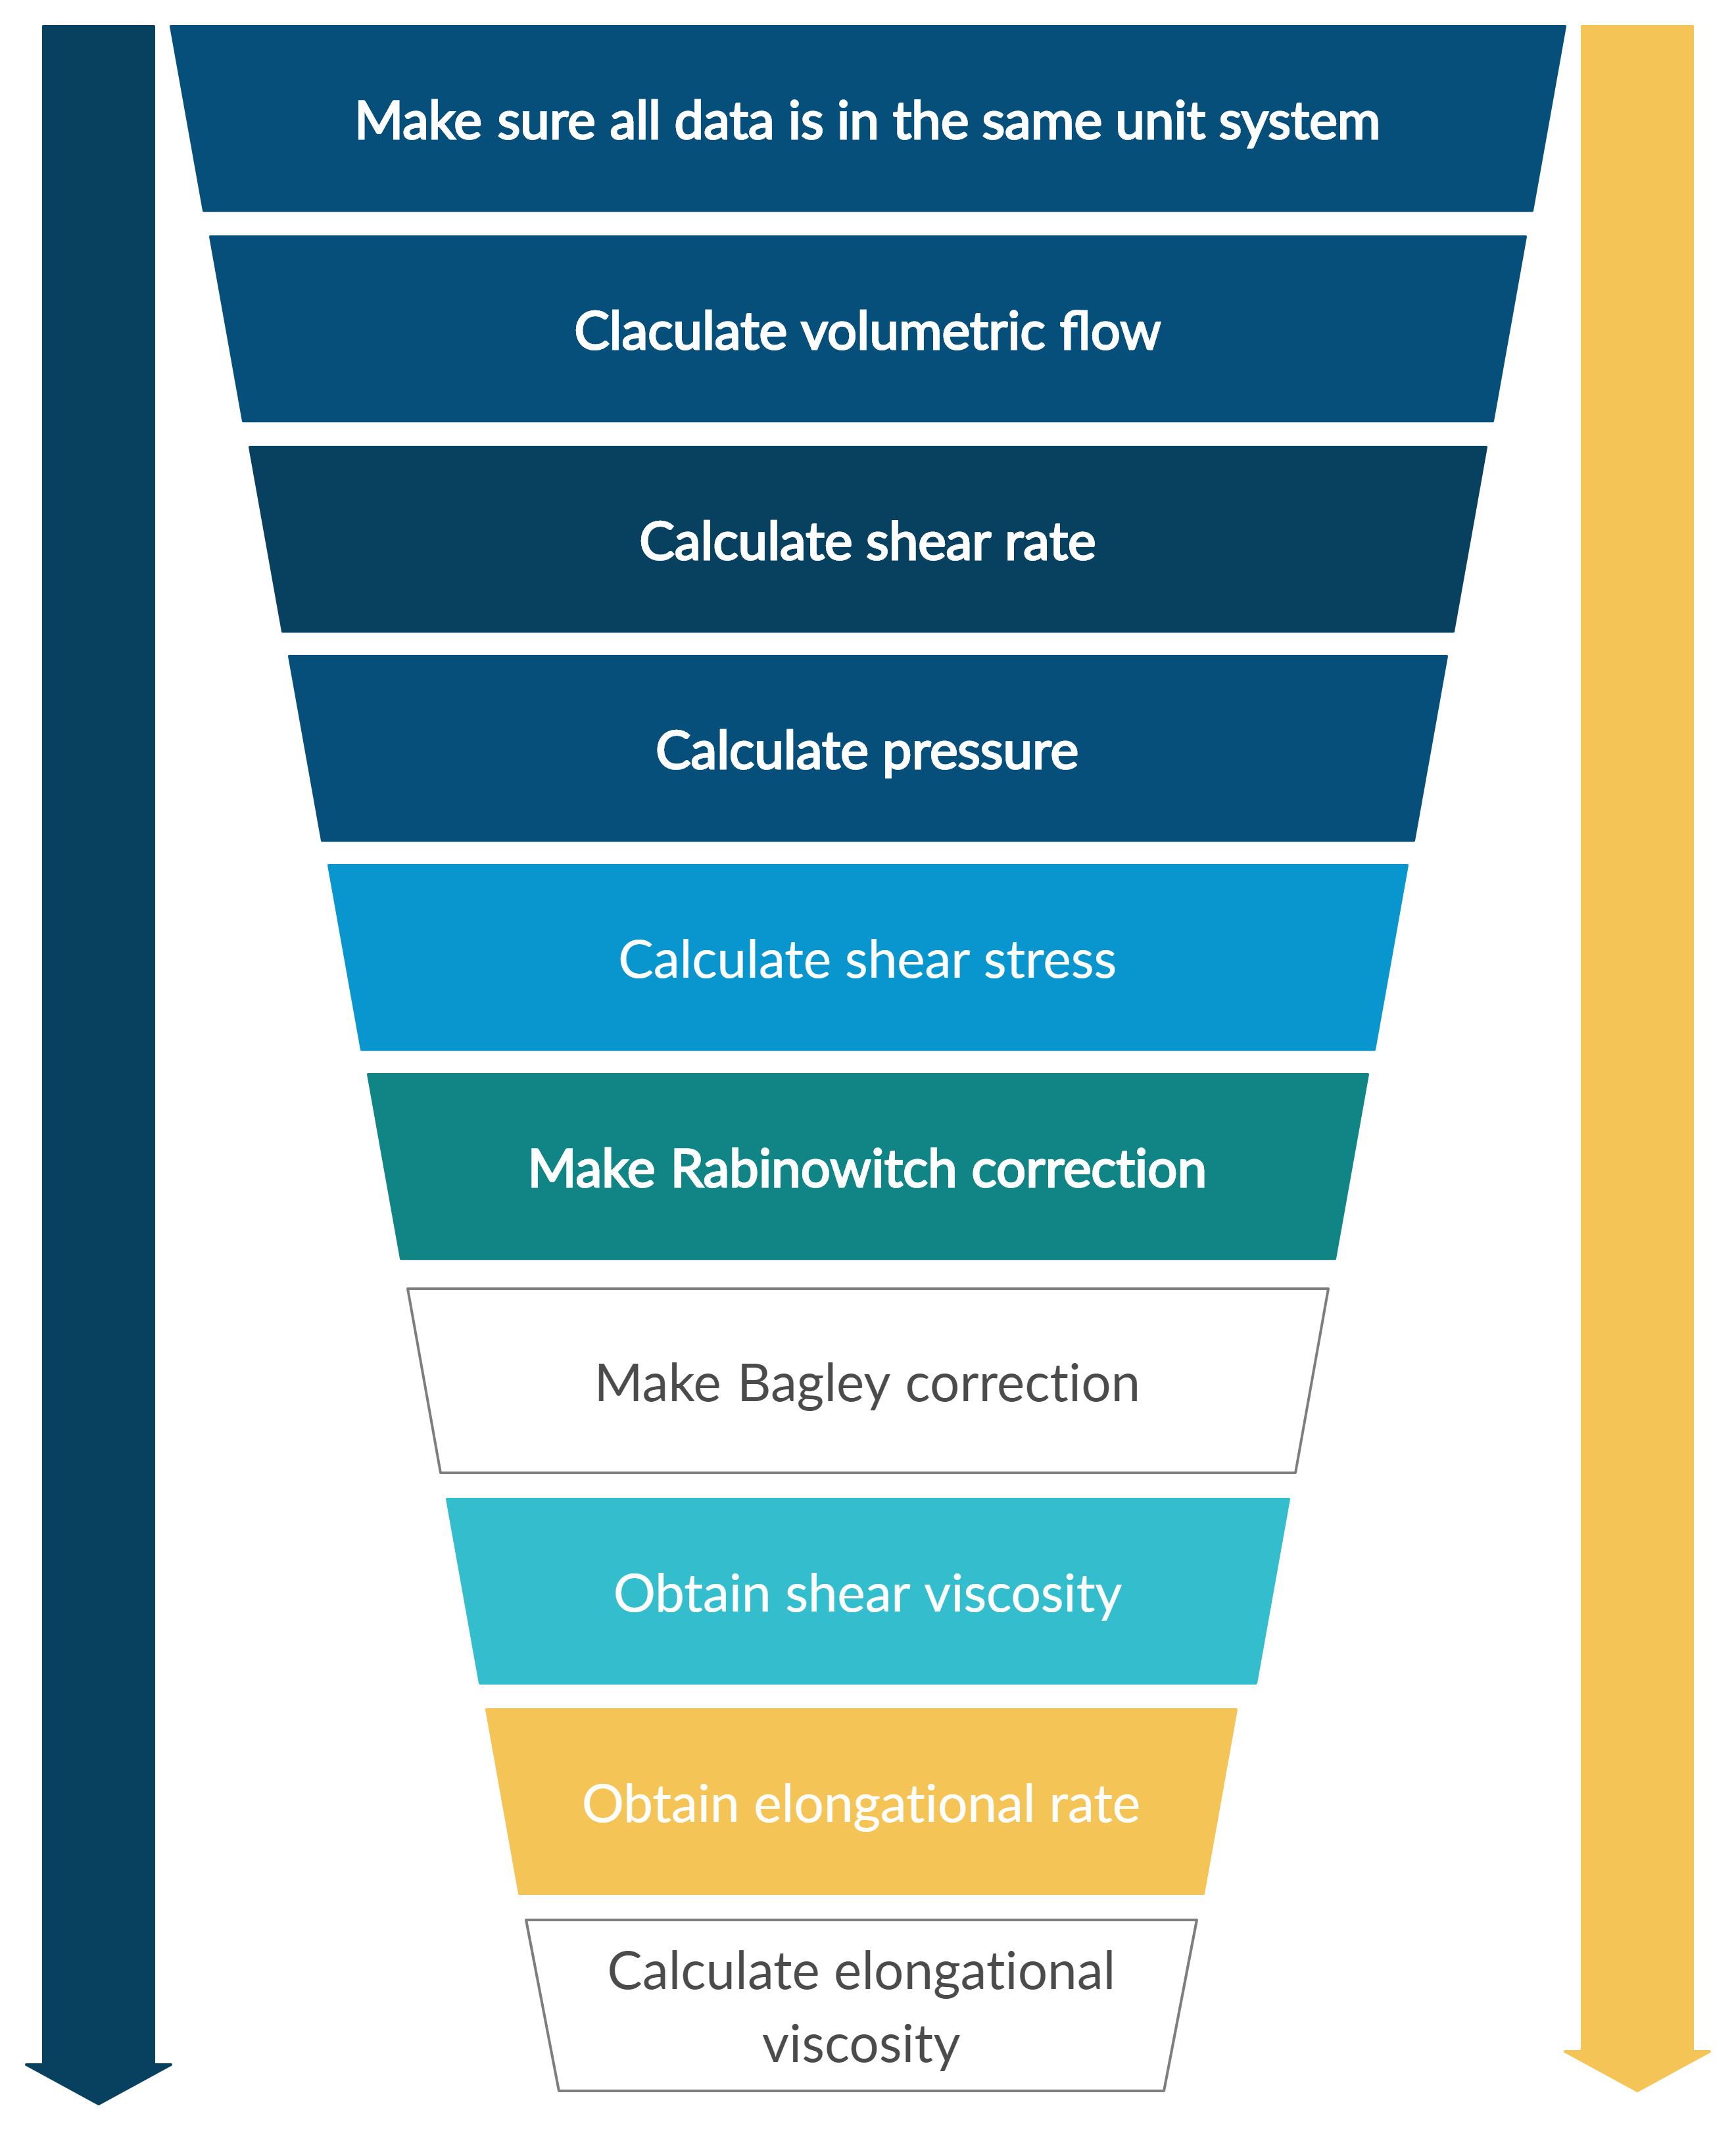 Make sure all data is in the same unit system
Claculate volumetric flow
Calculate shear rate
Calculate pressure
Calculate shear stress
Make Rabinowitch correction
Make Bagley correction
Obtain shear viscosity
Obtain elongational rate
Calculate elongational
viscosity